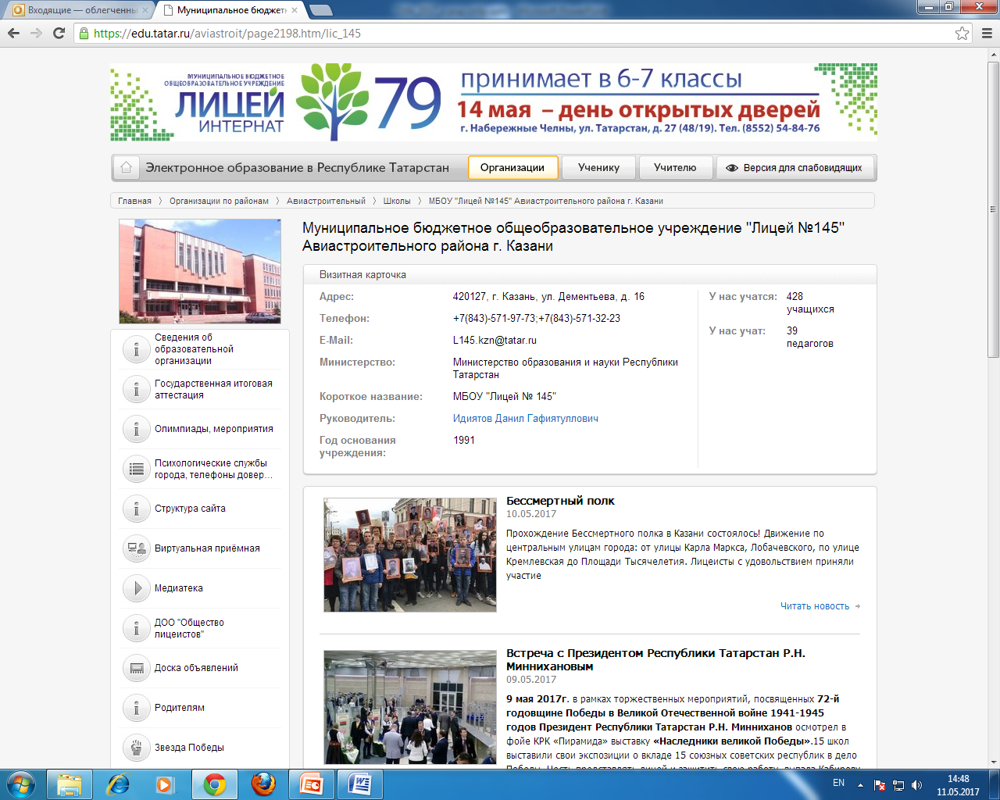 Входящие — облегченны
Муниципальное бюджетн
https://edu.tatar.ru/aviastroit/page2198.htm/lic_145
МУНИЦИПАЛЬНОЕ БЮДЖЕТНОЕ
ОБЩЕОБРАЗОВАТЕЛЬНОЕ УЧРЕЖДЕНИЕ
ЛИЦЕЙ
ИНТЕРНАТ
79
принимает в 6-7 классы
14 мая – день открытых дверей
г. Набережные Челны, ул. Татарстан, д. 27 (48/19). Тел. (8552) 54-84-76
Электронное образование в Республике Татарстан
Организации
Ученику
Учителю
Версия для слабовидящих
Главная 〉 Организации по районам 〉 Авиастроительный 〉 Школы 〉 МБОУ "Лицей №145" Авиастроительного района г. Казани
Муниципальное бюджетное общеобразовательное учреждение "Лицей №145"
Авиастроительного района г. Казани
Визитная карточка
Адрес: 420127, г. Казань, ул. Дементьева, д. 16
Телефон: +7(843)-571-97-73;+7(843)-571-32-23
E-Mail: L145.kzn@tatar.ru
Министерство: Министерство образования и науки Республики
Татарстан
Короткое название: МБОУ "Лицей № 145"
Руководитель: Идиятов Данил Гафиятуллович
Год основания 1991
учреждения:
У нас учатся: 428
учащихся
У нас учат: 39
педагогов
Сведения об
образовательной
организации
Государственная итоговая
аттестация
Олимпиады, мероприятия
Психологические службы
города, телефоны довер...
Структура сайта
Виртуальная приёмная
Медиатека
ДОО "Общество
лицеистов"
Доска объявлений
Родителям
Звезда Победы
Бессмертный полк
10.05.2017
Прохождение Бессмертного полка в Казани состоялось! Движение по
центральным улицам города: от улицы Карла Маркса, Лобачевского, по улице
Кремлевская до Площади Тысячелетия. Лицеисты с удовольствием приняли
участие
Читать новость
Встреча с Президентом Республики Татарстан Р.Н.
Миннихановым
09.05.2017
9 мая 2017г. в рамках торжественных мероприятий, посвященных 72-й
годовщине Победы в Великой Отечественной войне 1941-1945
годов Президент Республики Татарстан Р.Н. Минниханов осмотрел в
фойе КРК «Пирамида» выставку «Наследники великой Победы».15 школ
выставили свои экспозиции о вкладе 15 союзных советских республик в дело
Победы. Честь представлять лицей и защитить свою работу, выпала Кабирову
EN
14:48
11.05.2017